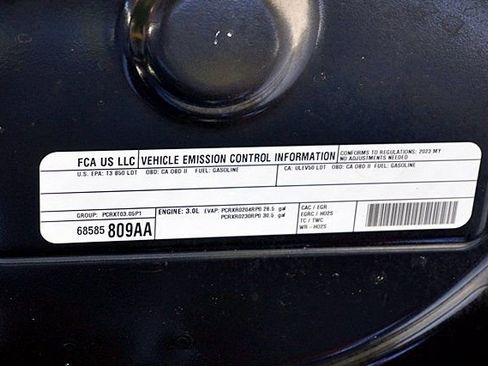 FCA US LLC VEHICLE EMISSION CONTROL INFORMATION CONFORMS TO REGULATIONS: 2023 MY
NO ADJUSTMENTS NEEDED
U.S. EPA: T3 B50 LDT OBD: CA OBD II FUEL: GASOLINE CA: ULEV50 LDT OBD: CA OBD II FUEL: GASOLINE
GROUP: PCRXT03.05P1 ENGINE: 3.0L EVAP: PCRXR0204RP0 26.5 gal
PCRXR0230RP0 30.5 gal
68585 809AA
CAC / EGR
EGRC / HO2S
TC / TWC
WR-HO2S